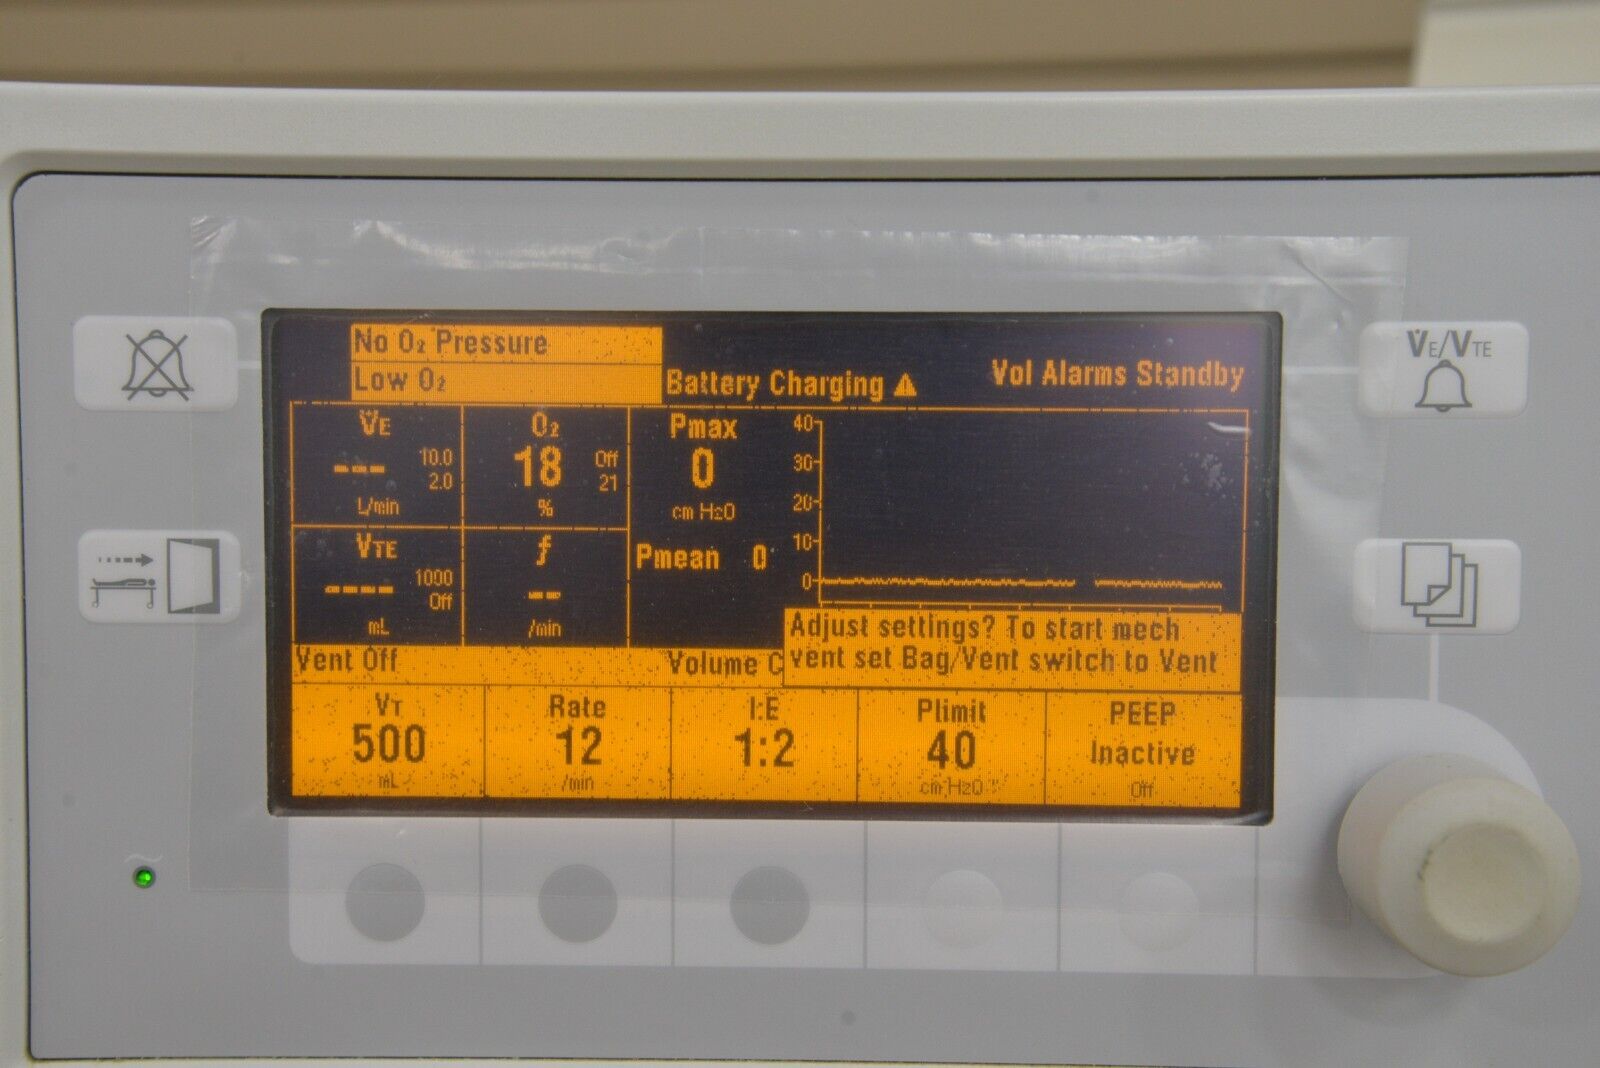 No O₂ Pressure
Low O₂
Battery Charging
Vol Alarms Standby
V̇E/VTE
V̇E
--- 10.0
2.0
L/min
O₂
18 Off
21
%
Pmax
0
cm H₂O
Pmean 0
40
30
20
10
0
VTE
---- 1000
Off
mL
f
--
/min
Adjust settings? To start mech
vent set Bag/Vent switch to Vent
Vent Off
Volume C
VT
500
mL
Rate
12
/min
I:E
1:2
Plimit
40
cm H₂O
PEEP
Inactive
Off